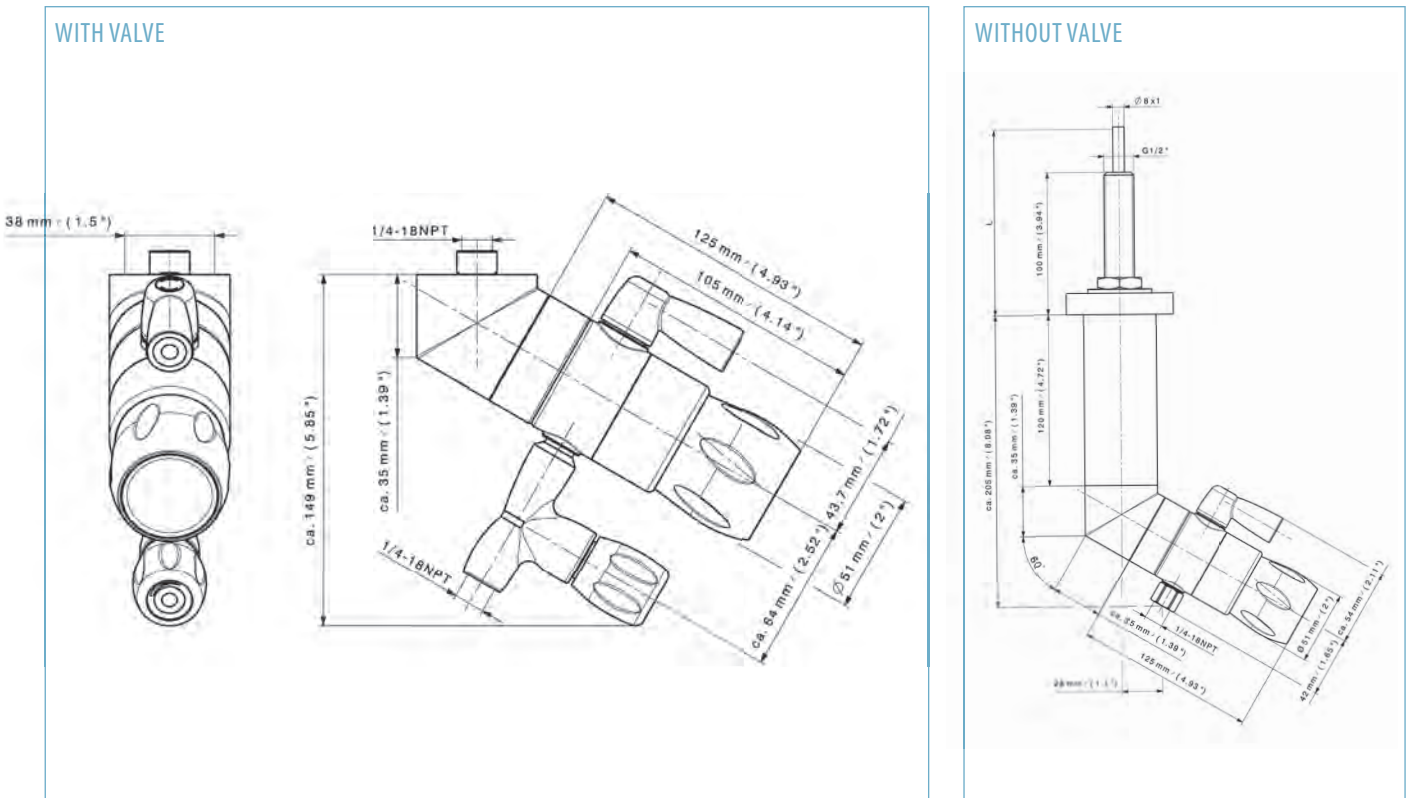 WITH VALVE
38 mm / (1.5")
1/4-18NPT
125 mm / (4.93")
105 mm / (4.14")
ca. 149 mm / (5.85")
ca. 35 mm / (1.39")
1/4-18NPT
43,7 mm / (1.72")
Ø 51 mm / (2")
ca. 64 mm / (2.52")
WITHOUT VALVE
Ø 8 x 1
G1/2"
L
100 mm / (3.94")
120 mm / (4.72")
ca. 35 mm / (1.39")
ca. 205 mm / (8.08")
60°
1/4-18NPT
ca. 35 mm / (1.39")
125 mm / (4.93")
Ø 51 mm / (2")
ca. 54 mm / (2.11")
42 mm / (1.65")